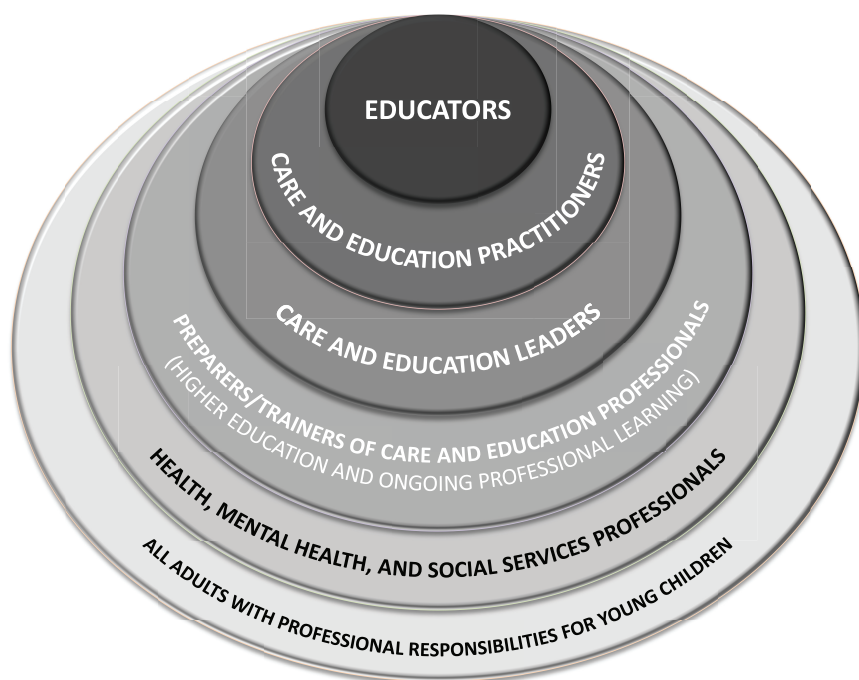 EDUCATORS
CARE AND EDUCATION PRACTITIONERS
CARE AND EDUCATION LEADERS
PREPARERS/TRAINERS OF CARE AND EDUCATION PROFESSIONALS
(HIGHER EDUCATION AND ONGOING PROFESSIONAL LEARNING)
HEALTH, MENTAL HEALTH, AND SOCIAL SERVICES PROFESSIONALS
ALL ADULTS WITH PROFESSIONAL RESPONSIBILITIES FOR YOUNG CHILDREN